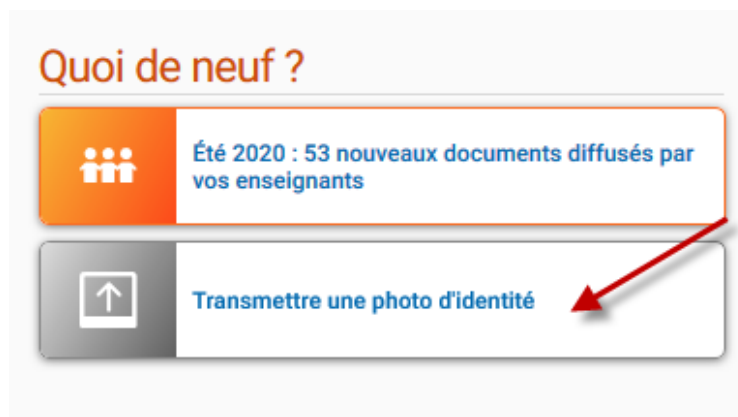 Quoi de neuf ?
Été 2020 : 53 nouveaux documents diffusés par
vos enseignants
Transmettre une photo d'identité